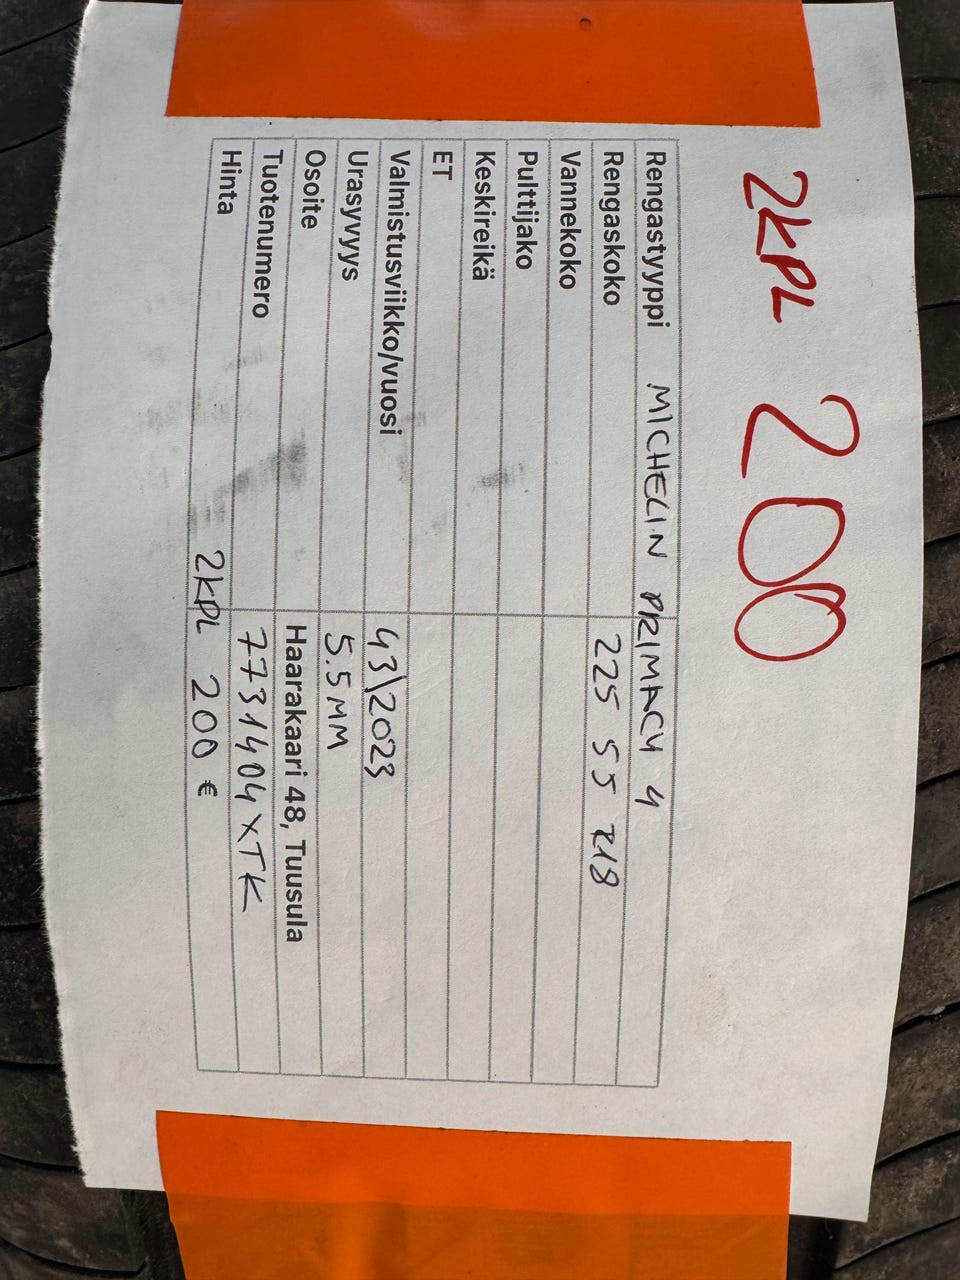 2KPL 200
Rengastyyppi MICHELIN PRIMACY 4
Rengaskoko 225 55 R18
Vannekoko
Pulttijako
Keskireikä
ET
Valmistusviikko/vuosi 43\2023
Urasyvyys 5.5MM
Osoite Haarakaari 48, Tuusula
Tuotenumero 7731404XTK
Hinta 2KPL 200 €